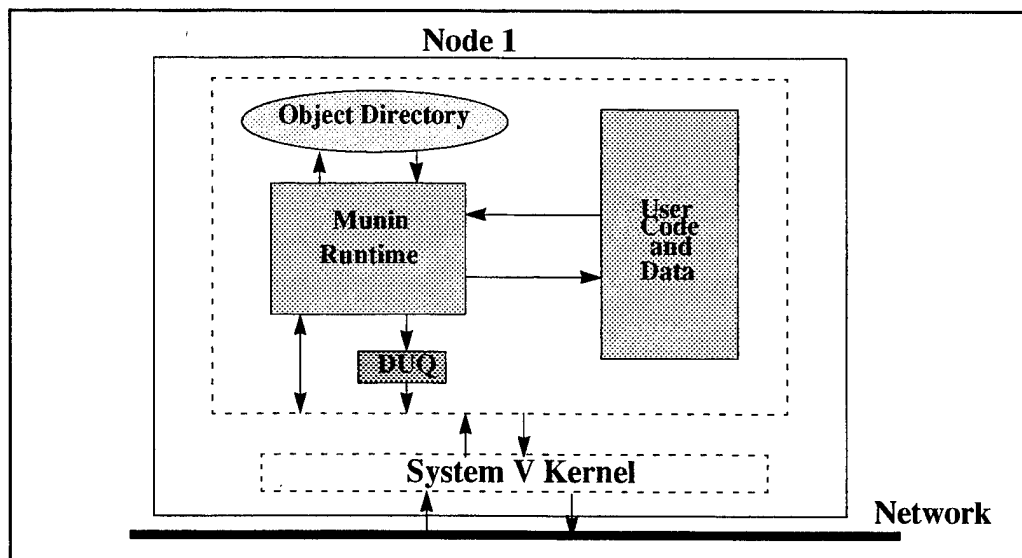 Node 1
Object Directory
Munin
Runtime
User
Code
and
Data
DUQ
System V Kernel
Network